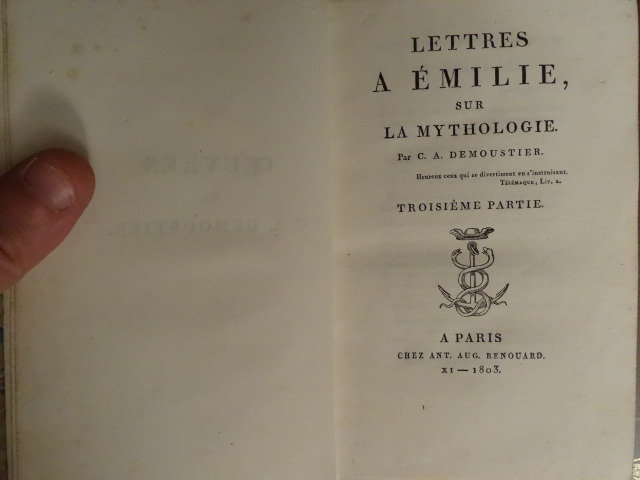 LETTRES
A ÉMILIE,
SUR
LA MYTHOLOGIE.
Par C. A. DEMOUSTIER.
Heureux ceux qui se divertissent en s'instruisant.
TÉLÉMAQUE, LIV. 2.
TROISIÈME PARTIE.
A PARIS
CHEZ ANT. AUG. RENOUARD.
XI — 1803.